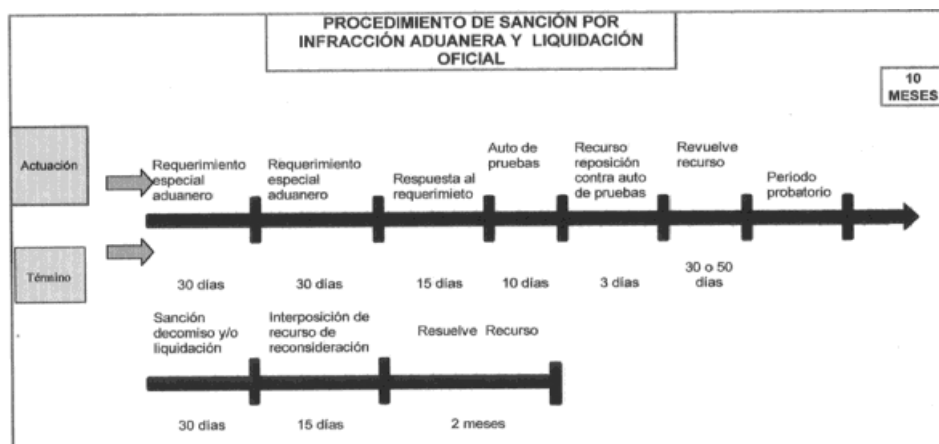 PROCEDIMIENTO DE SANCIÓN POR
INFRACCIÓN ADUANERA Y LIQUIDACIÓN
OFICIAL
10
MESES
Actuación
Requerimiento
especial
aduanero
Requerimiento
especial
aduanero
Respuesta al
requerimieto
Auto de
pruebas
Recurso
reposición
contra auto
de pruebas
Revuelve
recurso
Periodo
probatorio
Término
30 días
30 días
15 días
10 días
3 días
30 o 50
días
Sanción
decomiso y/o
liquidación
Interposición de
recurso de
reconsideración
Resuelve Recurso
30 días
15 días
2 meses